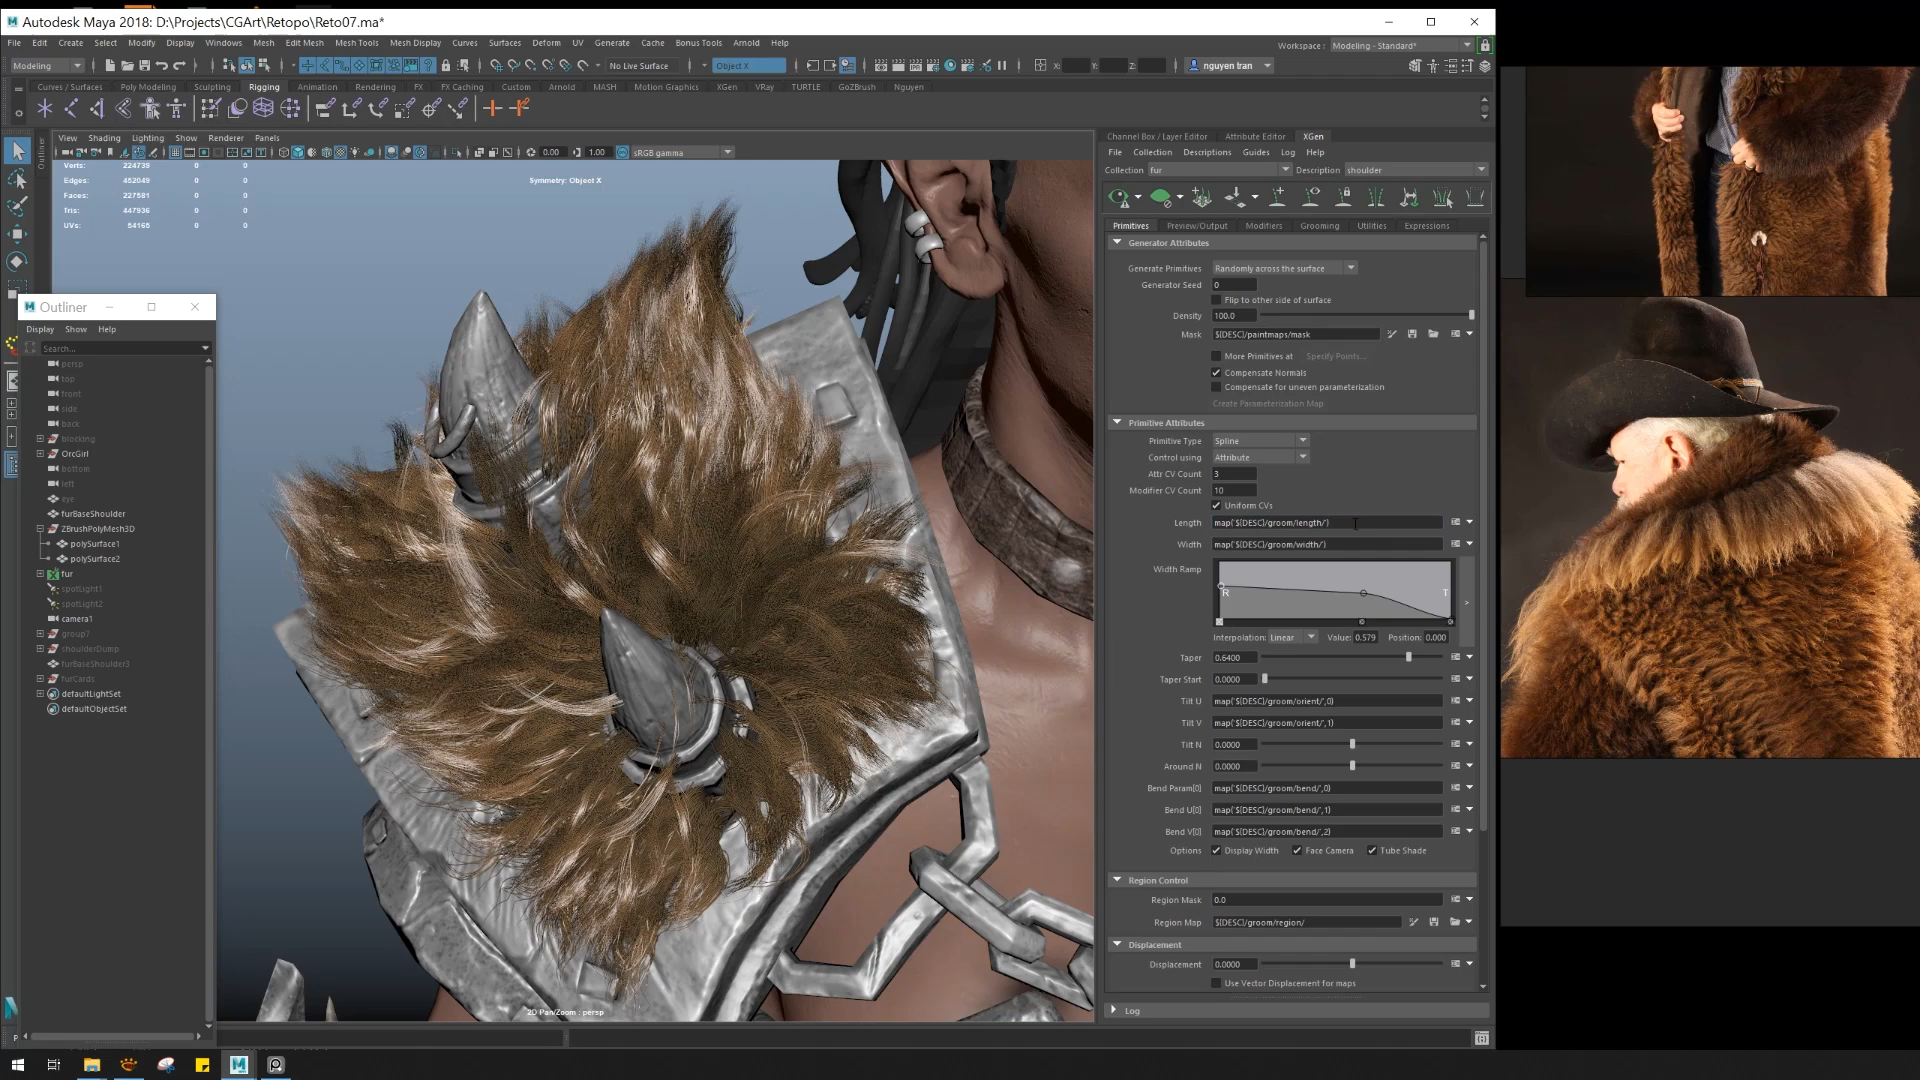 Autodesk Maya 2018: D:\Projects\CGArt\Retopo\Reto07.ma*
File Edit Create Select Modify Display Windows Mesh Edit Mesh Mesh Tools Mesh Display Curves Surfaces Deform UV Generate Cache Bonus Tools Arnold Help
Workspace : Modeling - Standard*
Modeling No Live Surface Object X X: Y: Z: nguyen tran
Curves / Surfaces Poly Modeling Sculpting Rigging Animation Rendering FX FX Caching Custom Arnold MASH Motion Graphics XGen VRay TURTLE GoZBrush Nguyen
View Shading Lighting Show Renderer Panels
0.00 1.00 sRGB gamma
Verts: 224739 0 0
Edges: 452049 0 0
Faces: 227581 0 0
Tris: 447936 0 0
UVs: 54165 0 0
Symmetry: Object X
2D Pan/Zoom : persp
Outliner
Display Show Help
Search...
persp
top
front
side
back
blocking
OrcGirl
bottom
left
eye
furBaseShoulder
ZBrushPolyMesh3D
polySurface1
polySurface2
fur
spotLight1
spotLight2
camera1
group7
shoulderDump
furBaseShoulder3
furCards
defaultLightSet
defaultObjectSet
Channel Box / Layer Editor Attribute Editor XGen
File Collection Descriptions Guides Log Help
Collection fur Description shoulder
Primitives Preview/Output Modifiers Grooming Utilities Expressions
Generator Attributes
Generate Primitives Randomly across the surface
Generator Seed 0
Flip to other side of surface
Density 100.0
Mask ${DESC}/paintmaps/mask
More Primitives at Specify Points...
Compensate Normals
Compensate for uneven parameterization
Create Parameterization Map
Primitive Attributes
Primitive Type Spline
Control using Attribute
Attr CV Count 3
Modifier CV Count 10
Uniform CVs
Length map('${DESC}/groom/length/')
Width map('${DESC}/groom/width/')
Width Ramp
R T
Interpolation: Linear Value: 0.579 Position: 0.000
Taper 0.6400
Taper Start 0.0000
Tilt U map('${DESC}/groom/orient/',0)
Tilt V map('${DESC}/groom/orient/',1)
Tilt N 0.0000
Around N 0.0000
Bend Param[0] map('${DESC}/groom/bend/',0)
Bend U[0] map('${DESC}/groom/bend/',1)
Bend V[0] map('${DESC}/groom/bend/',2)
Options Display Width Face Camera Tube Shade
Region Control
Region Mask 0.0
Region Map ${DESC}/groom/region/
Displacement
Displacement 0.0000
Use Vector Displacement for maps
Log